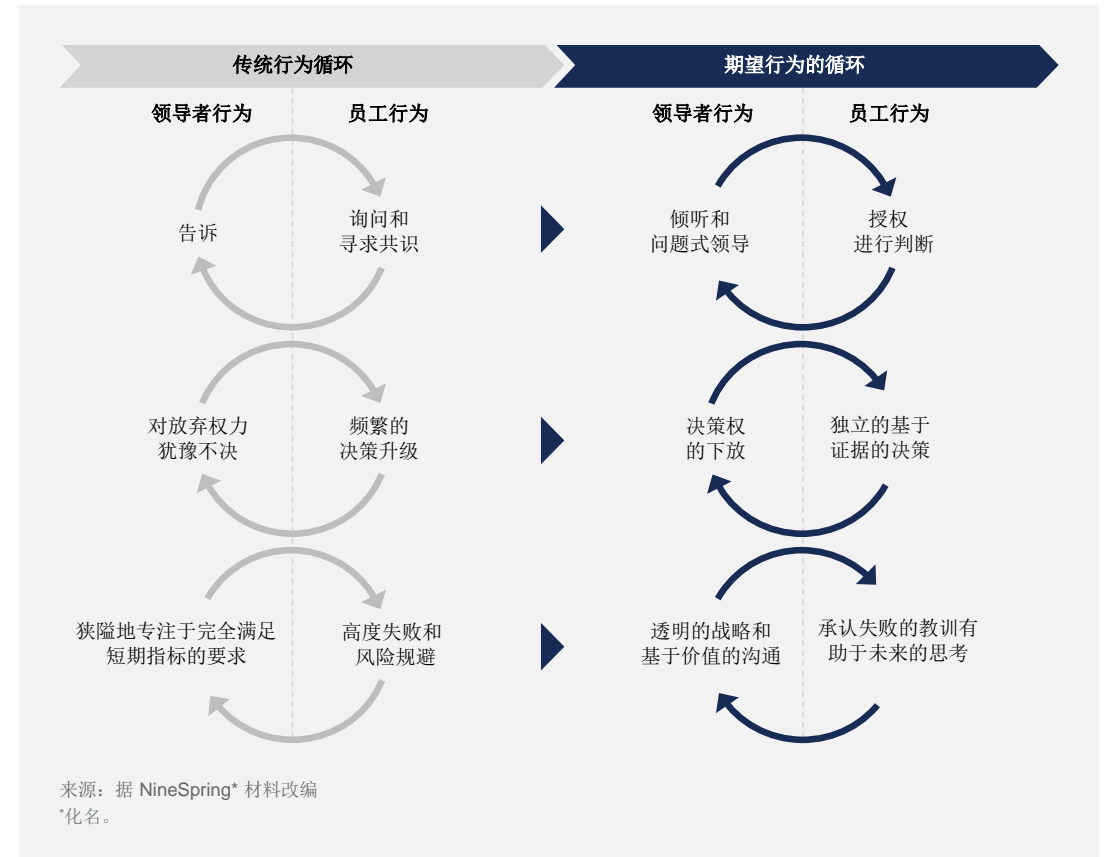 传统行为循环
期望行为的循环
领导者行为
员工行为
领导者行为
员工行为
告诉
询问和
寻求共识
倾听和
问题式领导
授权
进行判断
对放弃权力
犹豫不决
频繁的
决策升级
决策权
的下放
独立的基于
证据的决策
狭隘地专注于完全满足
短期指标的要求
高度失败和
风险规避
透明的战略和
基于价值的沟通
承认失败的教训有
助于未来的思考
来源：据 NineSpring* 材料改编
*化名。